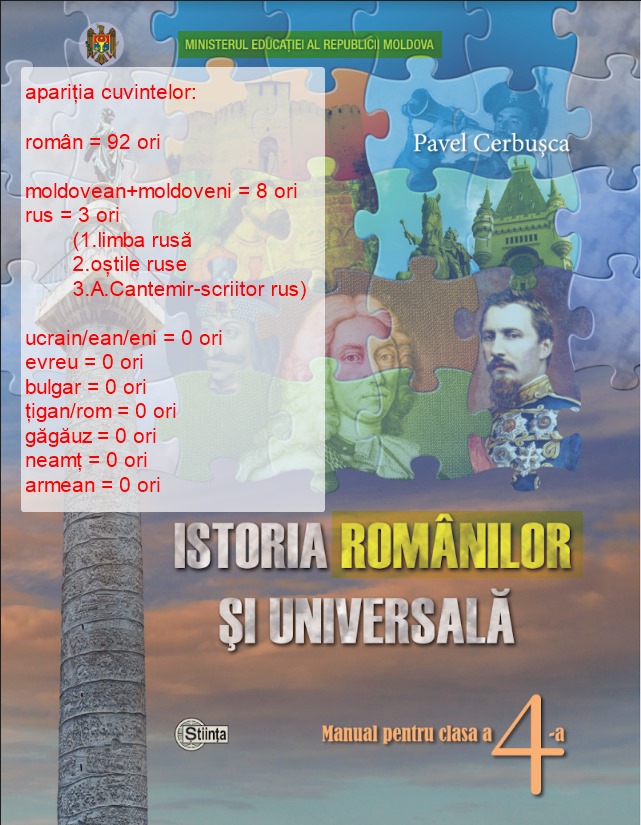 MINISTERUL EDUCAȚIEI AL REPUBLICII MOLDOVA
apariția cuvintelor:
român = 92 ori
Pavel Cerbușca
moldovean+moldoveni = 8 ori
rus = 3 ori
(1.limba rusă
2.oștile ruse
3.A.Cantemir-scriitor rus)
ucrain/ean/eni = 0 ori
evreu = 0 ori
bulgar = 0 ori
țigan/rom = 0 ori
găgăuz = 0 ori
neamț = 0 ori
armean = 0 ori
ISTORIA ROMÂNILOR
ȘI UNIVERSALĂ
Știința
Manual pentru clasa a 4-a